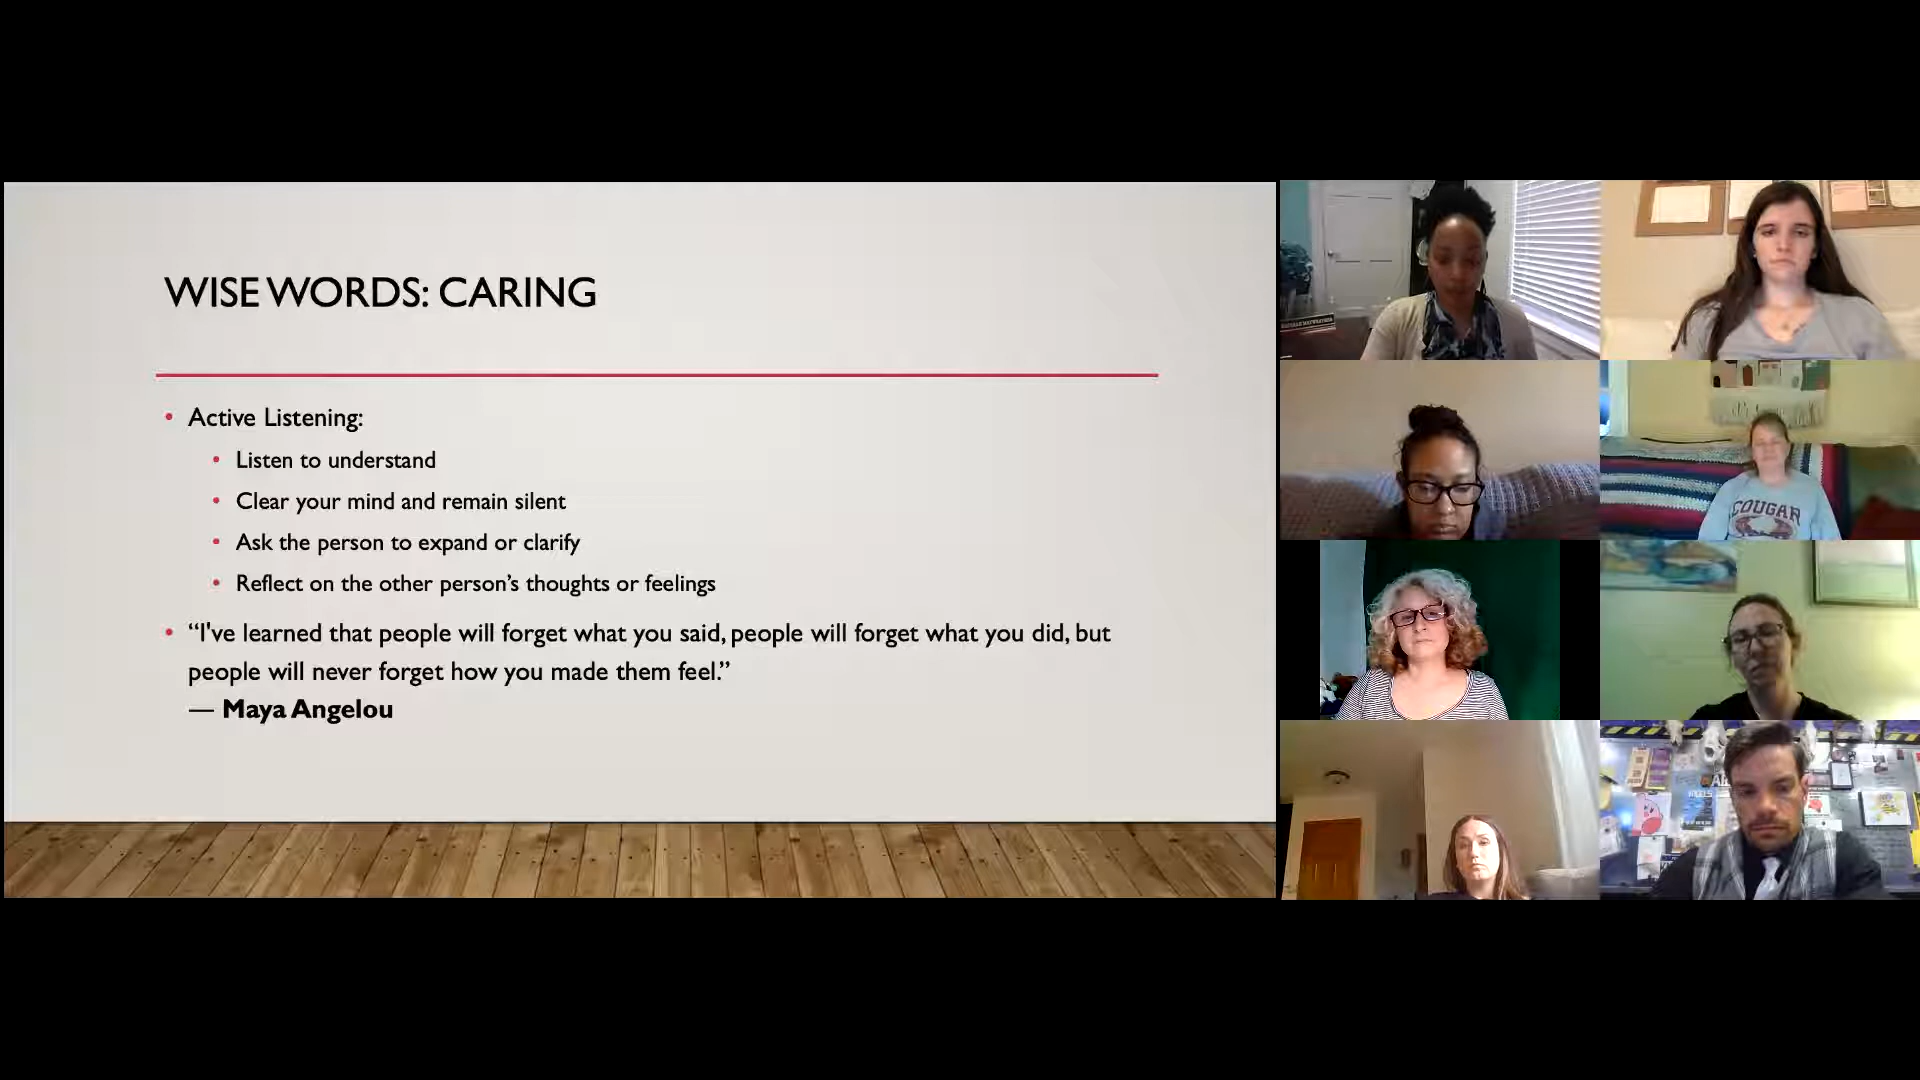 WISE WORDS: CARING
• Active Listening:
• Listen to understand
• Clear your mind and remain silent
• Ask the person to expand or clarify
• Reflect on the other person’s thoughts or feelings
• “I've learned that people will forget what you said, people will forget what you did, but
people will never forget how you made them feel.”
— Maya Angelou
COUGAR